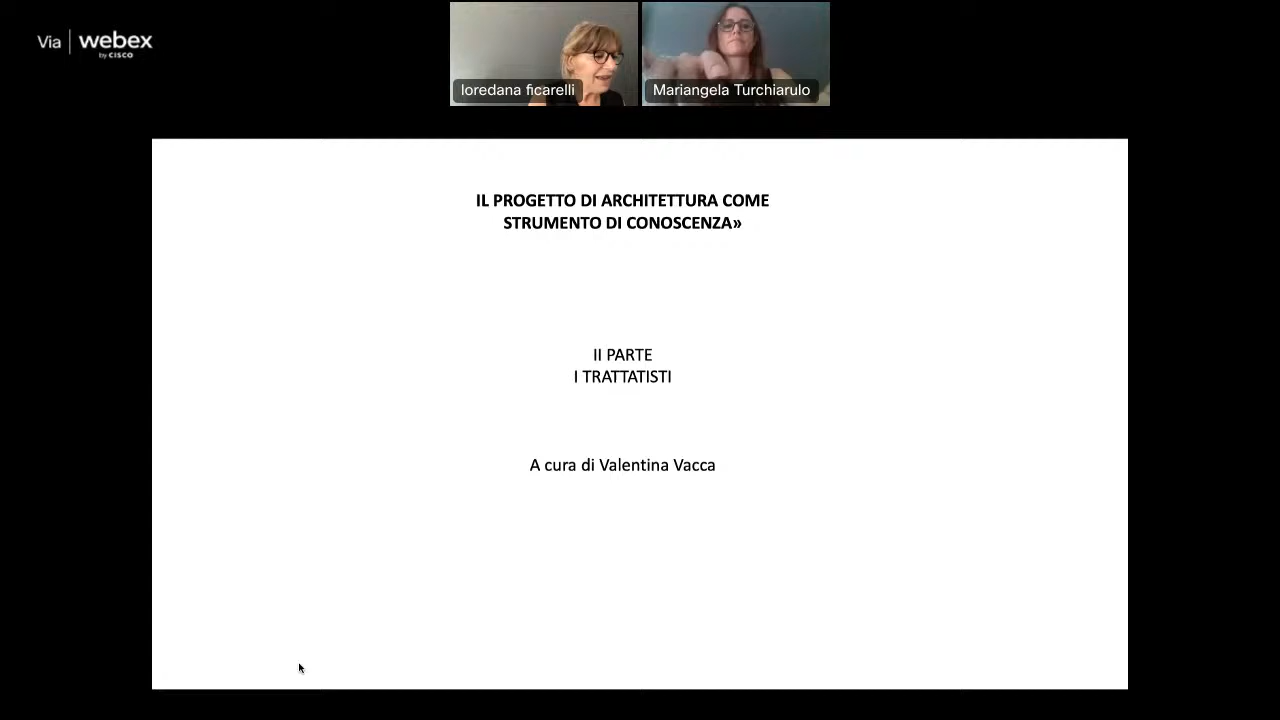 Via webex
by CISCO
loredana ficarelli
Mariangela Turchiarulo
IL PROGETTO DI ARCHITETTURA COME
STRUMENTO DI CONOSCENZA»
II PARTE
I TRATTATISTI
A cura di Valentina Vacca